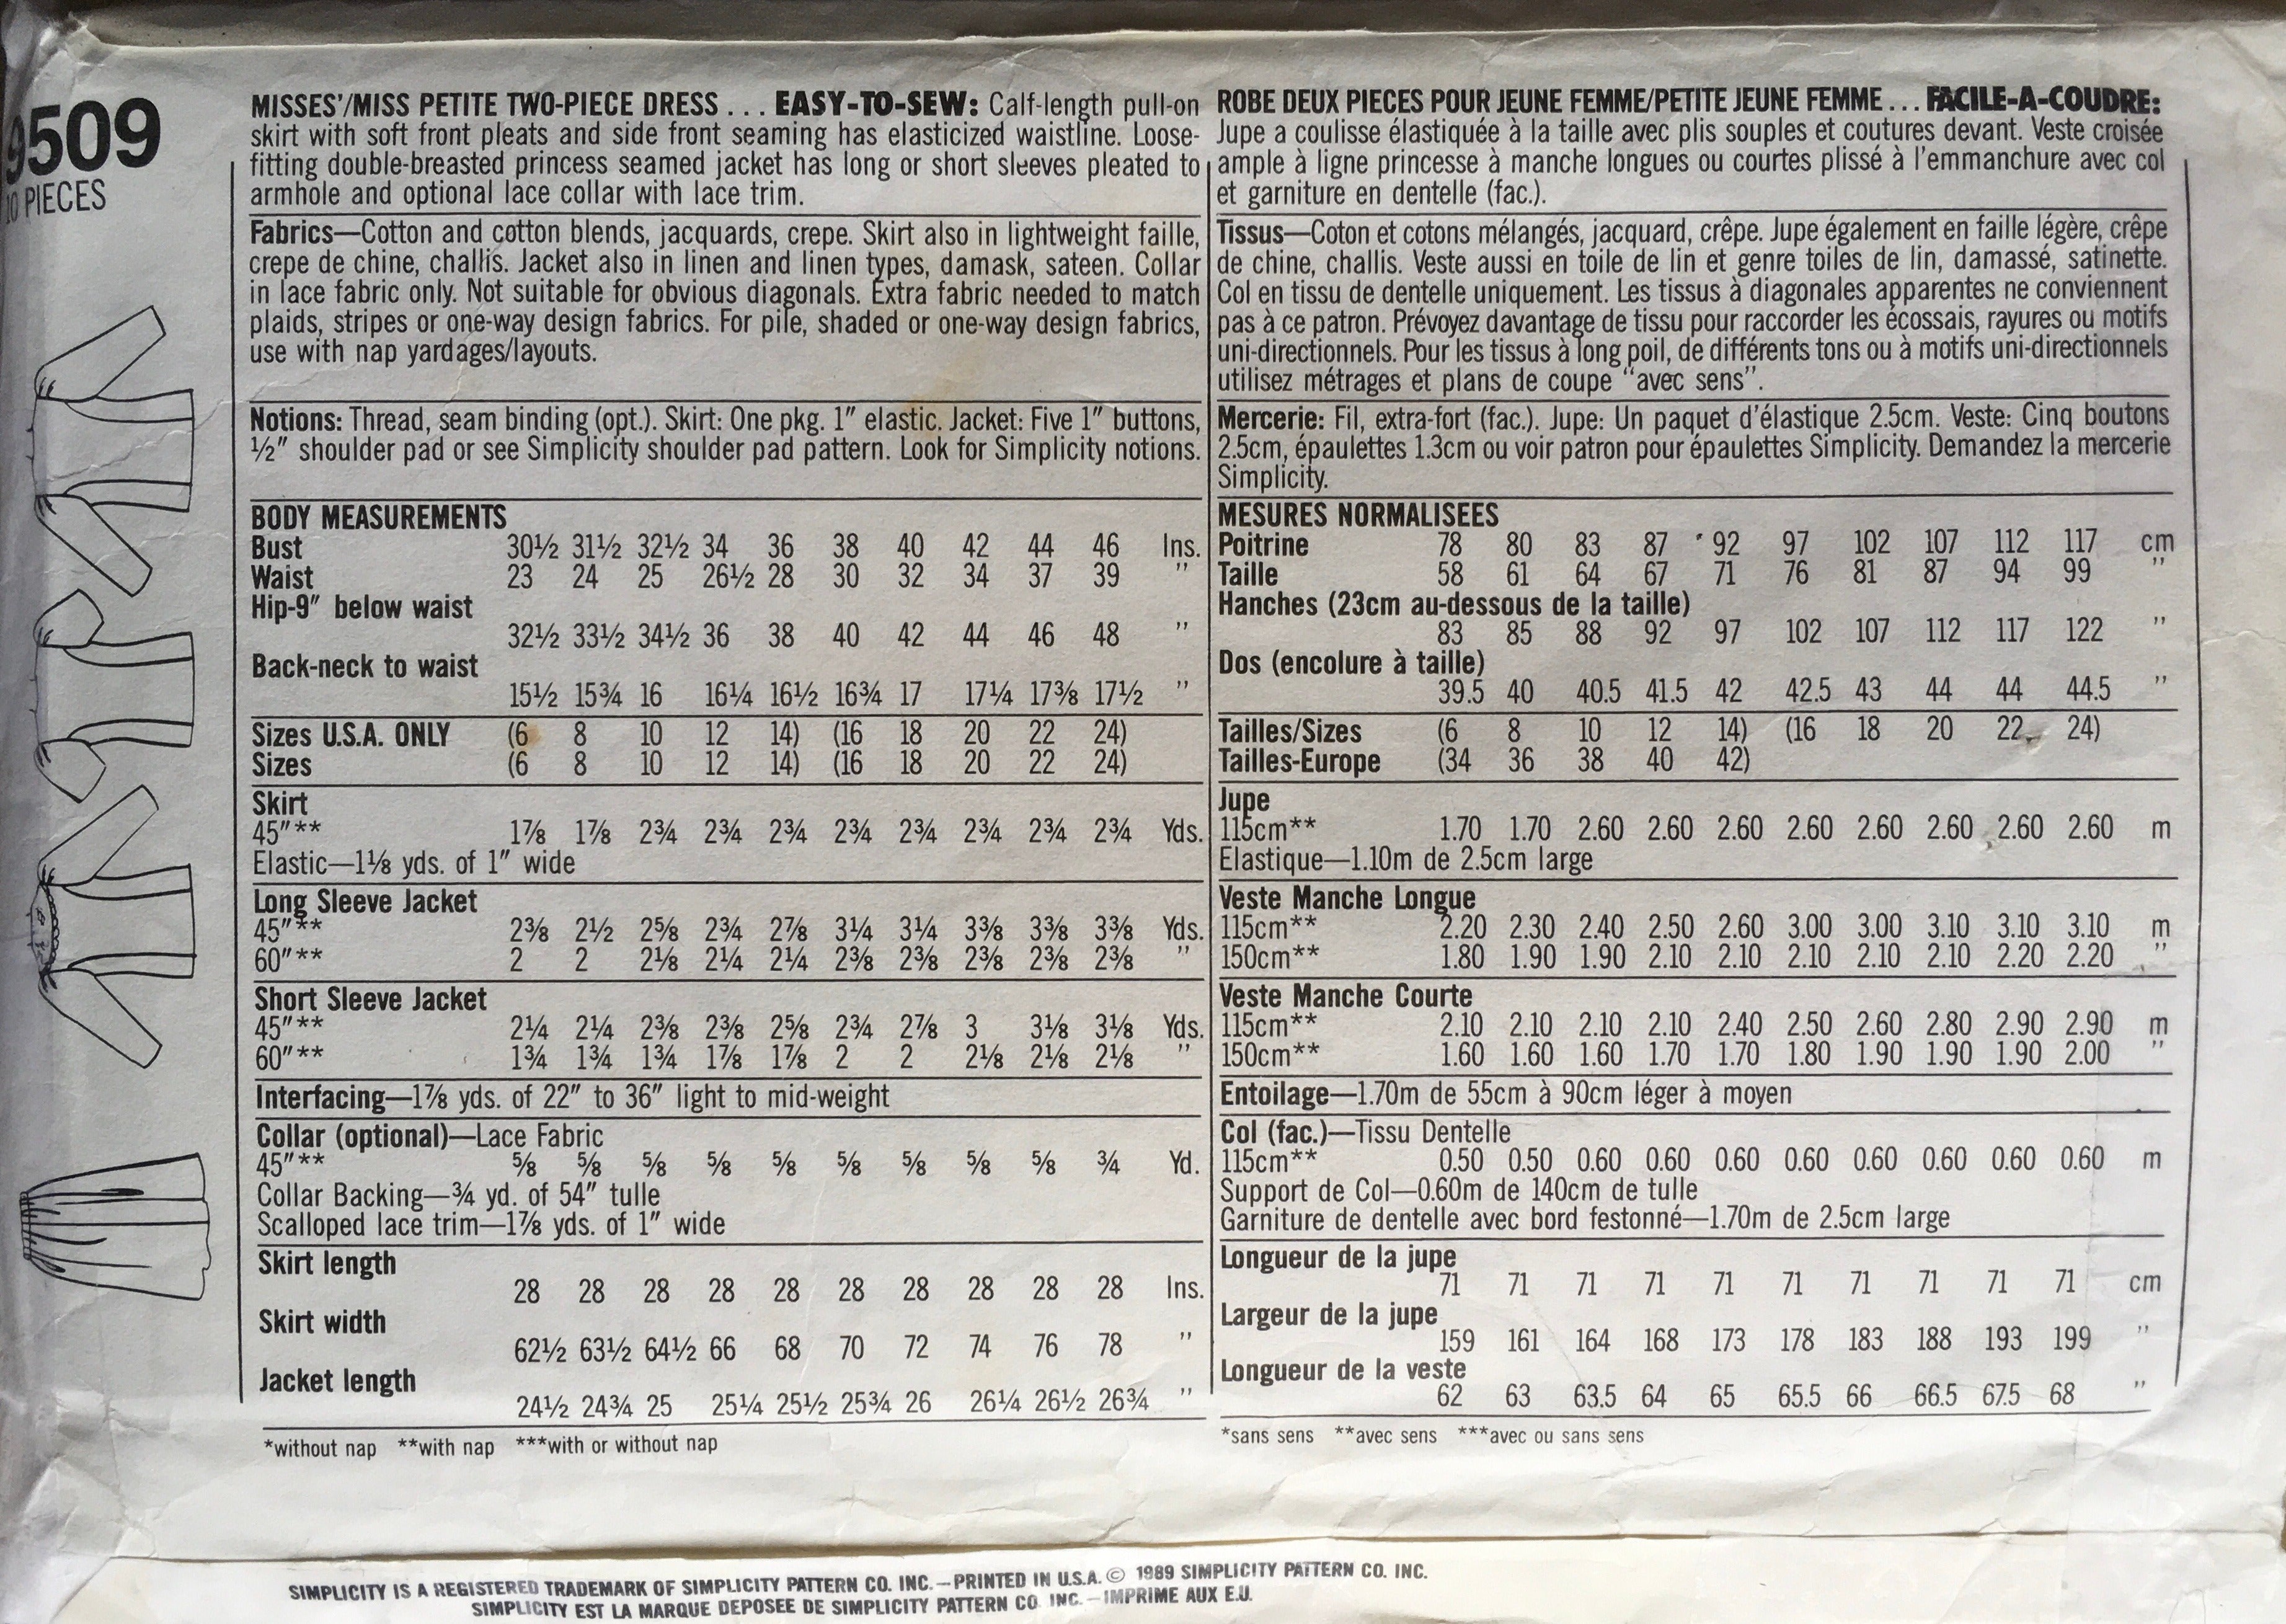 9509
10 PIECES
MISSES'/MISS PETITE TWO-PIECE DRESS . . . EASY-TO-SEW: Calf-length pull-on
skirt with soft front pleats and side front seaming has elasticized waistline. Loose-
fitting double-breasted princess seamed jacket has long or short sleeves pleated to
armhole and optional lace collar with lace trim.
Fabrics—Cotton and cotton blends, jacquards, crepe. Skirt also in lightweight faille,
crepe de chine, challis. Jacket also in linen and linen types, damask, sateen. Collar
in lace fabric only. Not suitable for obvious diagonals. Extra fabric needed to match
plaids, stripes or one-way design fabrics. For pile, shaded or one-way design fabrics,
use with nap yardages/layouts.
Notions: Thread, seam binding (opt.). Skirt: One pkg. 1" elastic. Jacket: Five 1" buttons,
½" shoulder pad or see Simplicity shoulder pad pattern. Look for Simplicity notions.
BODY MEASUREMENTS
Bust 30½ 31½ 32½ 34 36 38 40 42 44 46 Ins.
Waist 23 24 25 26½ 28 30 32 34 37 39 "
Hip-9" below waist
32½ 33½ 34½ 36 38 40 42 44 46 48 "
Back-neck to waist
15½ 15¾ 16 16¼ 16½ 16¾ 17 17¼ 17⅜ 17½ "
Sizes U.S.A. ONLY (6 8 10 12 14) (16 18 20 22 24)
Sizes (6 8 10 12 14) (16 18 20 22 24)
Skirt
45"** 1⅞ 1⅞ 2¾ 2¾ 2¾ 2¾ 2¾ 2¾ 2¾ 2¾ Yds.
Elastic—1⅛ yds. of 1" wide
Long Sleeve Jacket
45"** 2⅜ 2½ 2⅝ 2¾ 2⅞ 3¼ 3¼ 3⅜ 3⅜ 3⅜ Yds.
60"** 2 2 2⅛ 2¼ 2¼ 2⅜ 2⅜ 2⅜ 2⅜ 2⅜ "
Short Sleeve Jacket
45"** 2¼ 2¼ 2⅜ 2⅜ 2⅝ 2¾ 2⅞ 3 3⅛ 3⅛ Yds.
60"** 1¾ 1¾ 1¾ 1⅞ 1⅞ 2 2 2⅛ 2⅛ 2⅛ "
Interfacing—1⅞ yds. of 22" to 36" light to mid-weight
Collar (optional)—Lace Fabric
45"** ⅝ ⅝ ⅝ ⅝ ⅝ ⅝ ⅝ ⅝ ⅝ ¾ Yd.
Collar Backing—¾ yd. of 54" tulle
Scalloped lace trim—1⅞ yds. of 1" wide
Skirt length
28 28 28 28 28 28 28 28 28 28 Ins.
Skirt width
62½ 63½ 64½ 66 68 70 72 74 76 78 "
Jacket length
24½ 24¾ 25 25¼ 25½ 25¾ 26 26¼ 26½ 26¾ "
*without nap **with nap ***with or without nap
ROBE DEUX PIECES POUR JEUNE FEMME/PETITE JEUNE FEMME . . . FACILE-A-COUDRE:
Jupe a coulisse élastiquée à la taille avec plis souples et coutures devant. Veste croisée
ample à ligne princesse à manche longues ou courtes plissé à l'emmanchure avec col
et garniture en dentelle (fac.).
Tissus—Coton et cotons mélangés, jacquard, crêpe. Jupe également en faille légère, crêpe
de chine, challis. Veste aussi en toile de lin et genre toiles de lin, damassé, satinette.
Col en tissu de dentelle uniquement. Les tissus à diagonales apparentes ne conviennent
pas à ce patron. Prévoyez davantage de tissu pour raccorder les écossais, rayures ou motifs
uni-directionnels. Pour les tissus à long poil, de différents tons ou à motifs uni-directionnels
utilisez métrages et plans de coupe "avec sens".
Mercerie: Fil, extra-fort (fac.). Jupe: Un paquet d'élastique 2.5cm. Veste: Cinq boutons
2.5cm, épaulettes 1.3cm ou voir patron pour épaulettes Simplicity. Demandez la mercerie
Simplicity.
MESURES NORMALISEES
Poitrine 78 80 83 87 92 97 102 107 112 117 cm
Taille 58 61 64 67 71 76 81 87 94 99 "
Hanches (23cm au-dessous de la taille)
83 85 88 92 97 102 107 112 117 122 "
Dos (encolure à taille)
39.5 40 40.5 41.5 42 42.5 43 44 44 44.5 "
Tailles/Sizes (6 8 10 12 14) (16 18 20 22 24)
Tailles-Europe (34 36 38 40 42)
Jupe
115cm** 1.70 1.70 2.60 2.60 2.60 2.60 2.60 2.60 2.60 2.60 m
Elastique—1.10m de 2.5cm large
Veste Manche Longue
115cm** 2.20 2.30 2.40 2.50 2.60 3.00 3.00 3.10 3.10 3.10 m
150cm** 1.80 1.90 1.90 2.10 2.10 2.10 2.10 2.10 2.20 2.20 "
Veste Manche Courte
115cm** 2.10 2.10 2.10 2.10 2.40 2.50 2.60 2.80 2.90 2.90 m
150cm** 1.60 1.60 1.60 1.70 1.70 1.80 1.90 1.90 1.90 2.00 "
Entoilage—1.70m de 55cm à 90cm léger à moyen
Col (fac.)—Tissu Dentelle
115cm** 0.50 0.50 0.60 0.60 0.60 0.60 0.60 0.60 0.60 0.60 m
Support de Col—0.60m de 140cm de tulle
Garniture de dentelle avec bord festonné—1.70m de 2.5cm large
Longueur de la jupe
71 71 71 71 71 71 71 71 71 71 cm
Largeur de la jupe
159 161 164 168 173 178 183 188 193 199 "
Longueur de la veste
62 63 63.5 64 65 65.5 66 66.5 67.5 68 "
*sans sens **avec sens ***avec ou sans sens
SIMPLICITY IS A REGISTERED TRADEMARK OF SIMPLICITY PATTERN CO. INC.—PRINTED IN U.S.A. © 1989 SIMPLICITY PATTERN CO. INC.
SIMPLICITY EST LA MARQUE DEPOSEE DE SIMPLICITY PATTERN CO. INC.—IMPRIME AUX E.U.